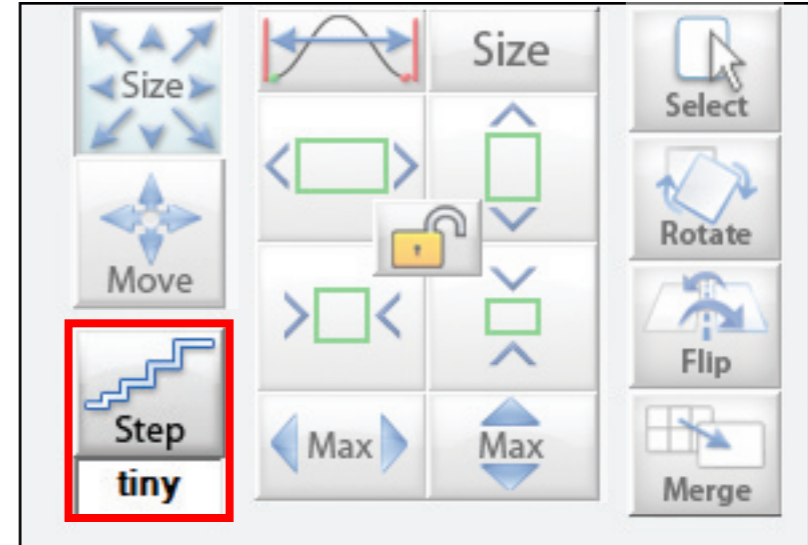 Size
Move
Step
tiny
Size
Max
Max
Select
Rotate
Flip
Merge